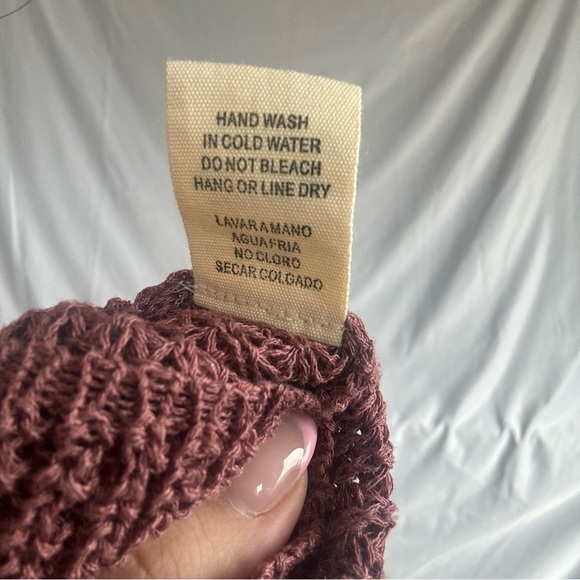 HAND WASH
IN COLD WATER
DO NOT BLEACH
HANG OR LINE DRY
LAVAR A MANO
AGUA FRIA
NO CLORO
SECAR COLGADO